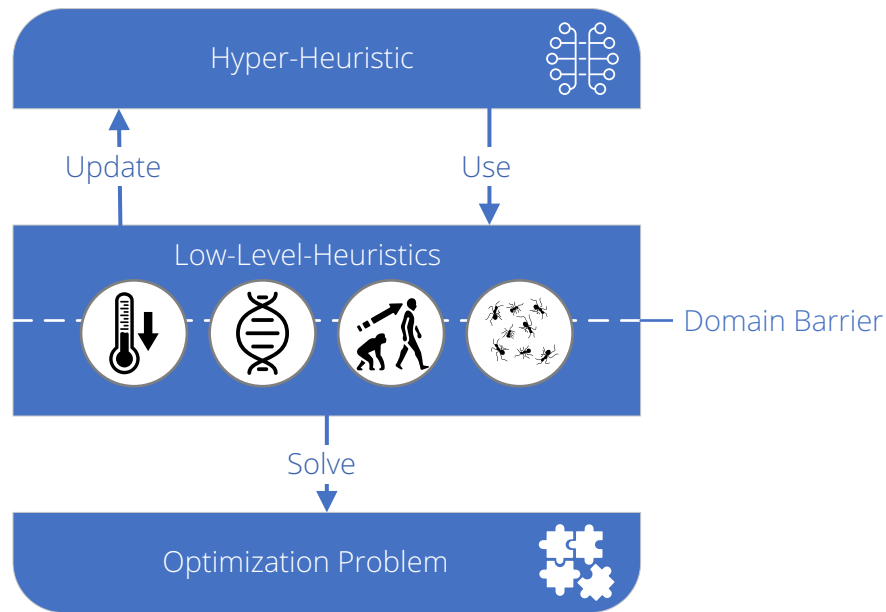 Hyper-Heuristic
Update
Use
Low-Level-Heuristics
Domain Barrier
Solve
Optimization Problem